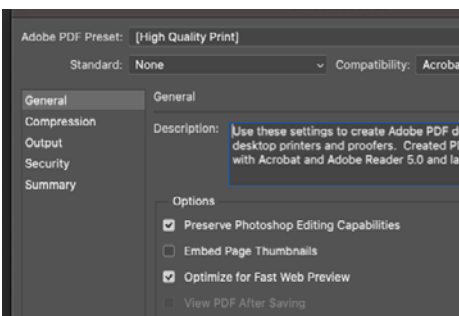 Adobe PDF Preset: [High Quality Print]
Standard: None Compatibility: Acroba
General General
Compression
Description: Use these settings to create Adobe PDF d
Output desktop printers and proofers. Created PD
Security with Acrobat and Adobe Reader 5.0 and la
Summary
Options
Preserve Photoshop Editing Capabilities
Embed Page Thumbnails
Optimize for Fast Web Preview
View PDF After Saving